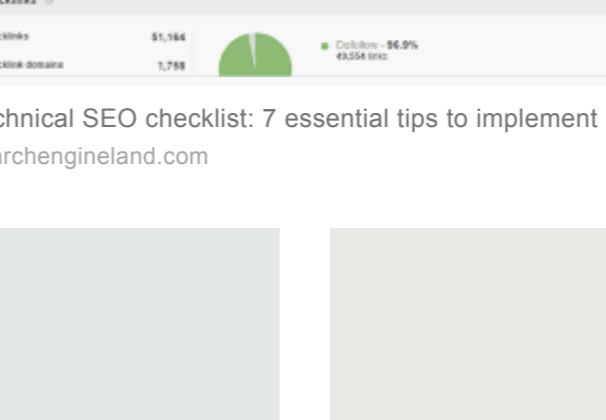 cklinks
51,164
Dofollow - 96.9%
49,554 links
cklink domains
1,758
chnical SEO checklist: 7 essential tips to implement
archengineland.com